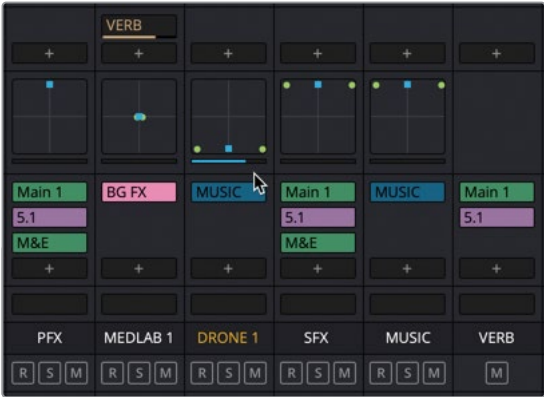 VERB
+ + + + + +
Main 1 BG FX MUSIC Main 1 MUSIC Main 1
5.1 5.1 5.1
M&E M&E
+ + + + + +
PFX MEDLAB 1 DRONE 1 SFX MUSIC VERB
R S M R S M R S M R S M R S M M